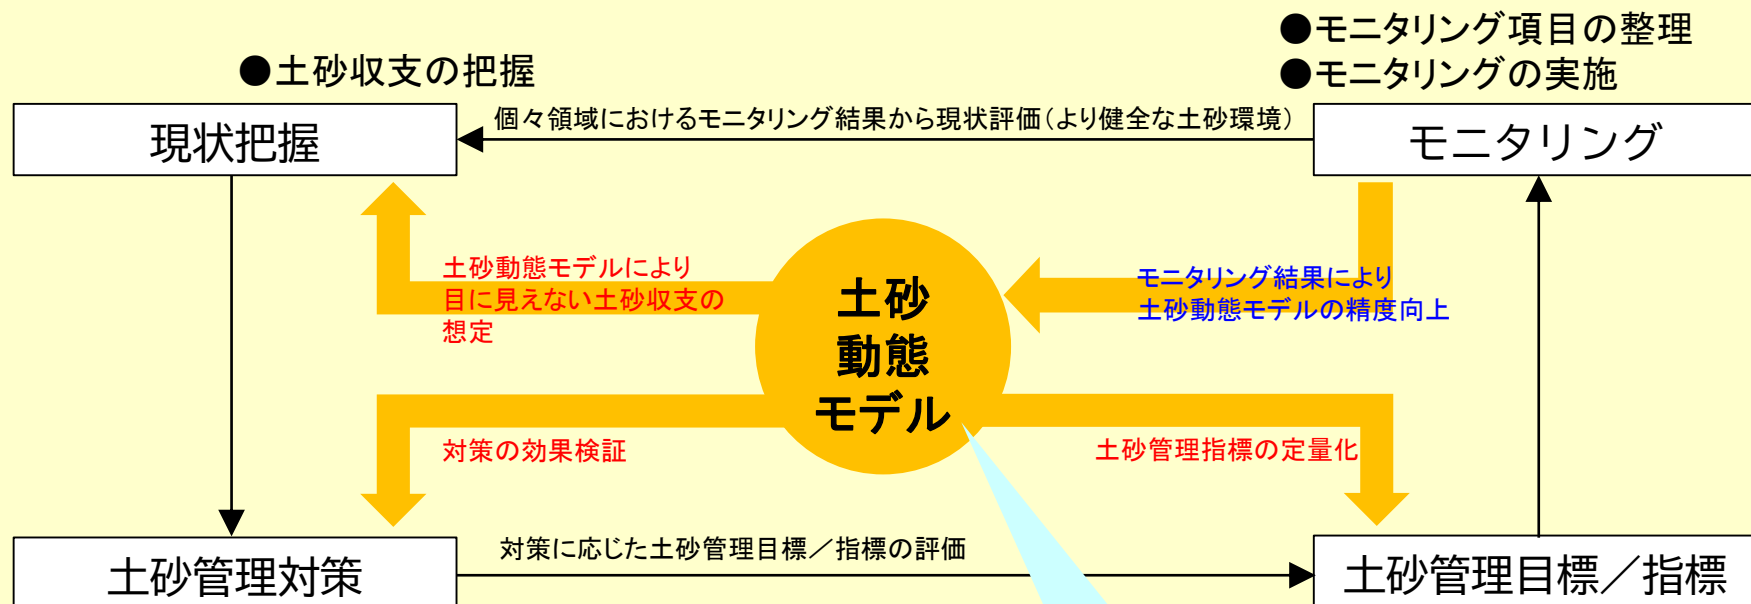 ●土砂収支の把握
●モニタリング項目の整理
●モニタリングの実施
現状把握
個々領域におけるモニタリング結果から現状評価（より健全な土砂環境）
モニタリング
土砂動態モデルにより
目に見えない土砂収支の
想定
土砂
動態
モデル
モニタリング結果により
土砂動態モデルの精度向上
対策の効果検証
土砂管理指標の定量化
土砂管理対策
対策に応じた土砂管理目標／指標の評価
土砂管理目標／指標